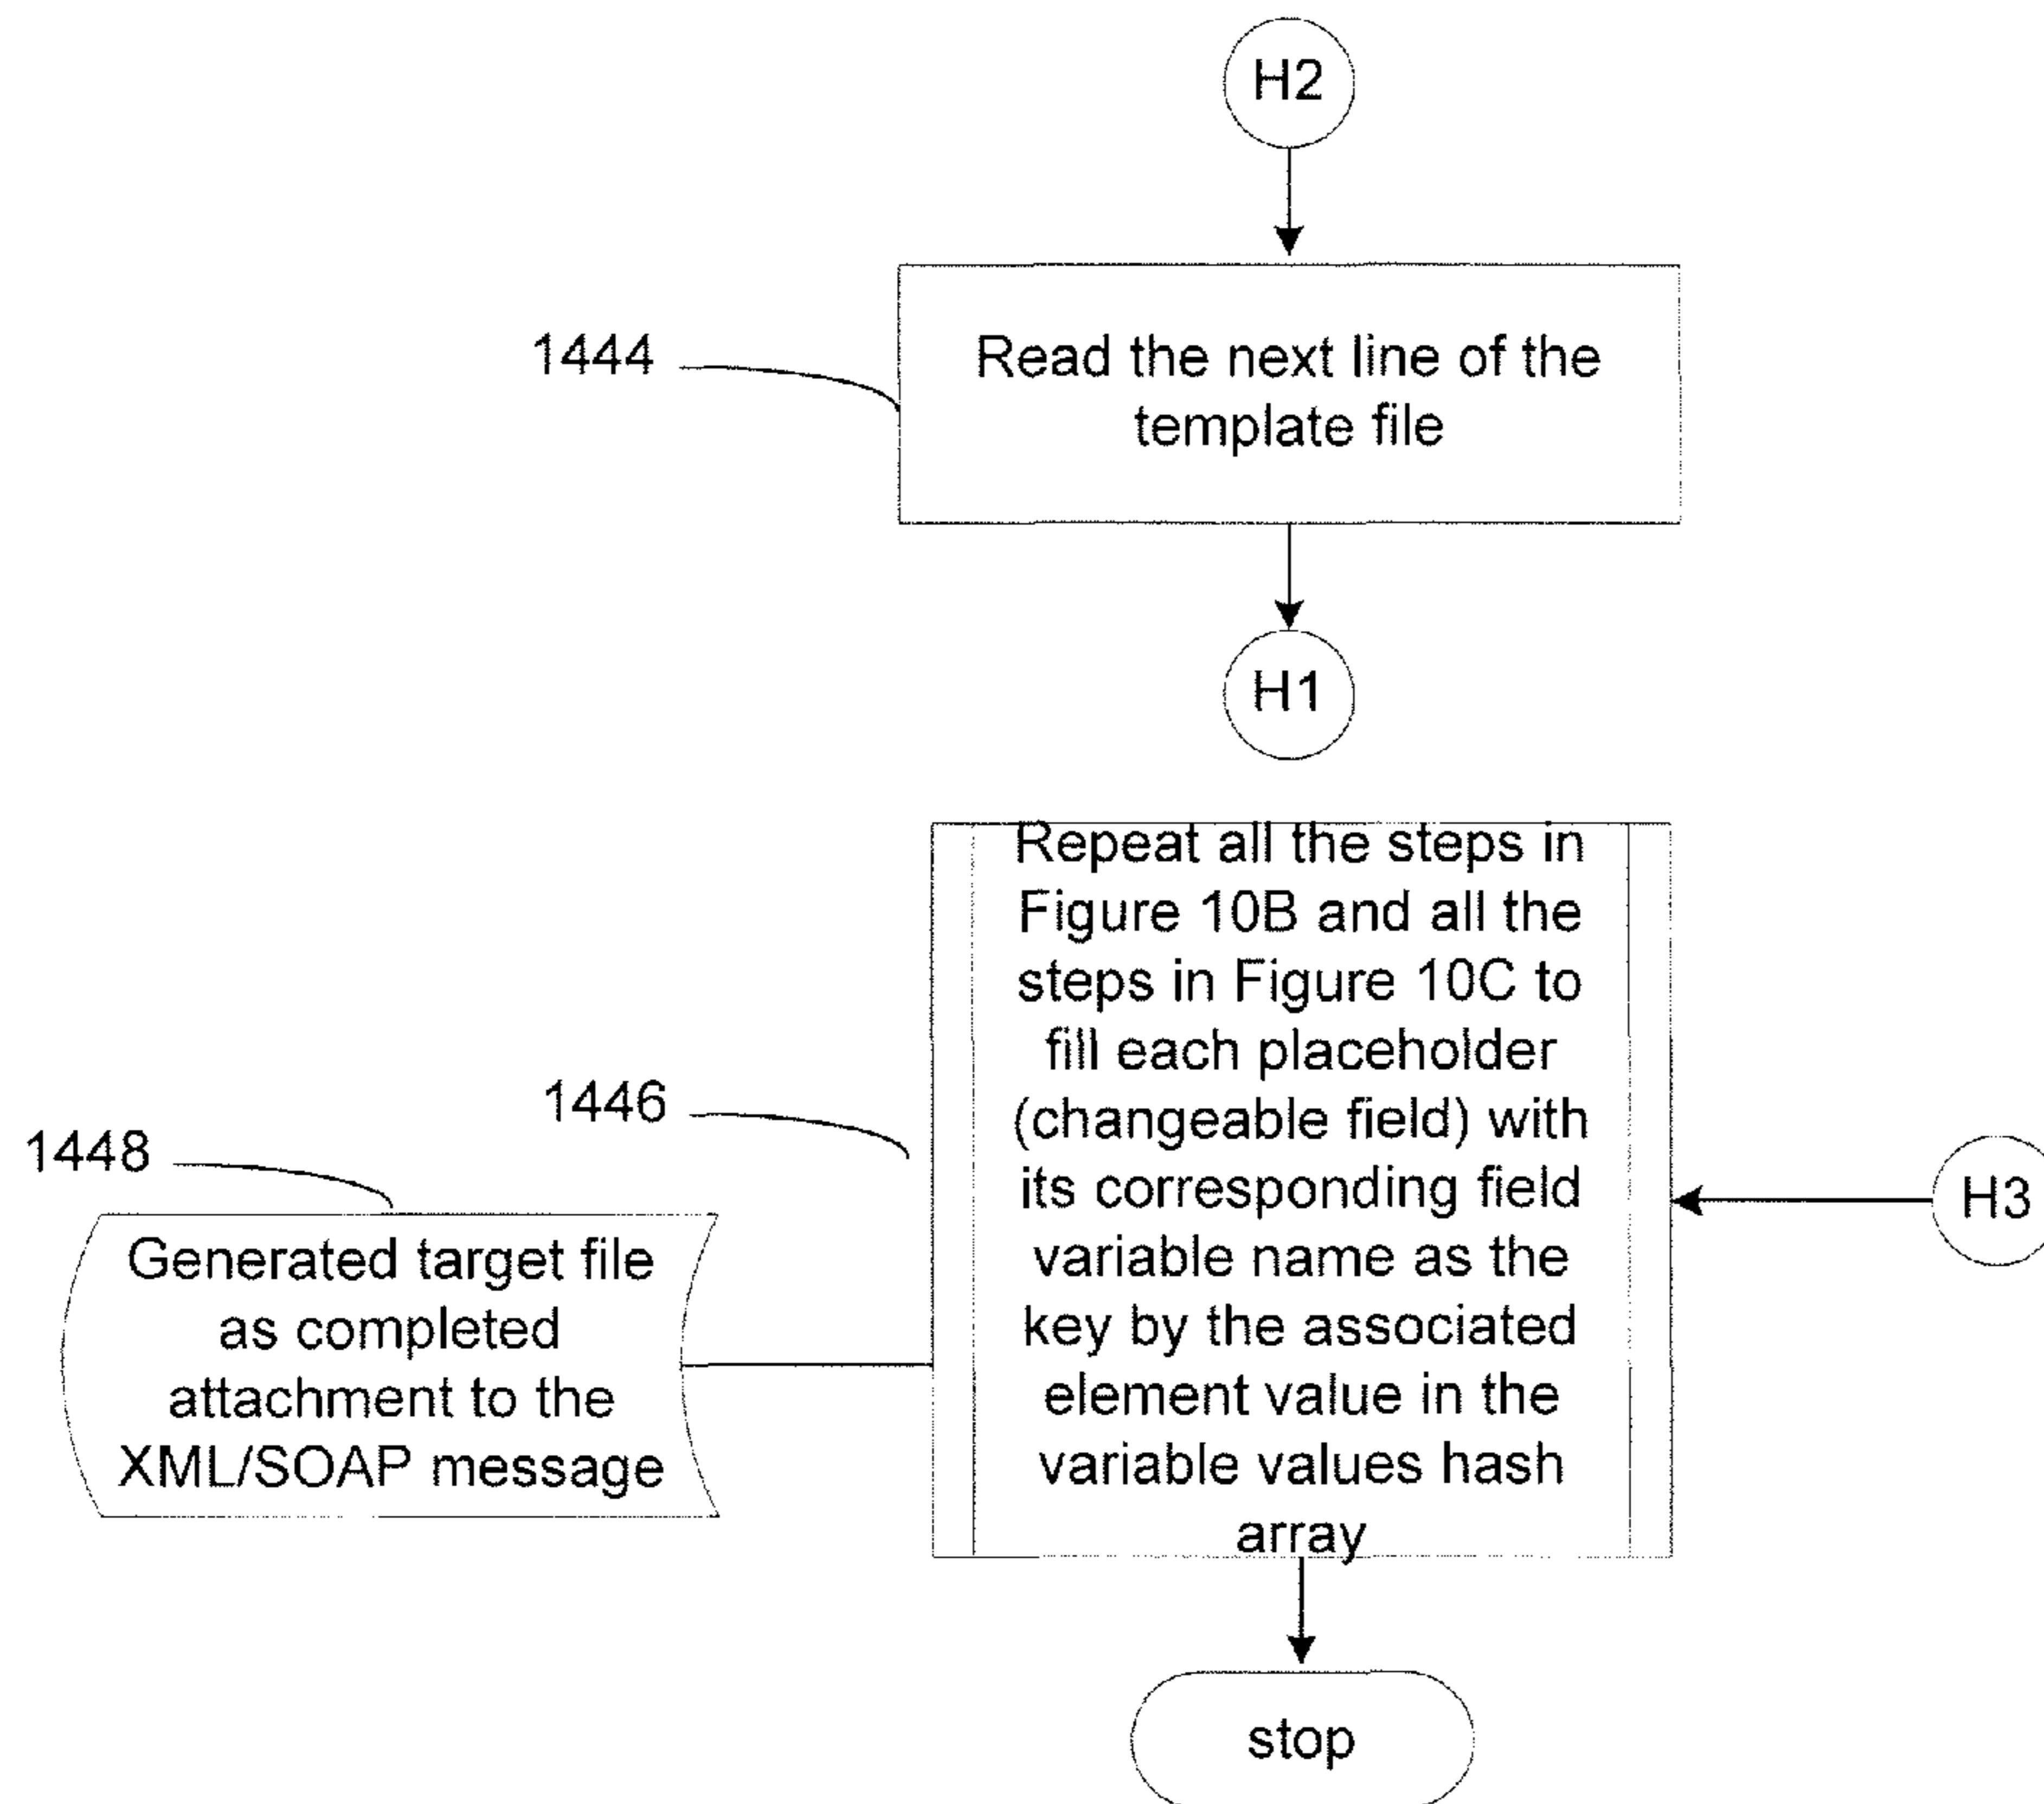 H2
1444
Read the next line of the
template file
H1
Repeat all the steps in
Figure 10B and all the
steps in Figure 10C to
fill each placeholder
(changeable field) with
its corresponding field
variable name as the
key by the associated
element value in the
variable values hash
array
1446
H3
1448
Generated target file
as completed
attachment to the
XML/SOAP message
stop